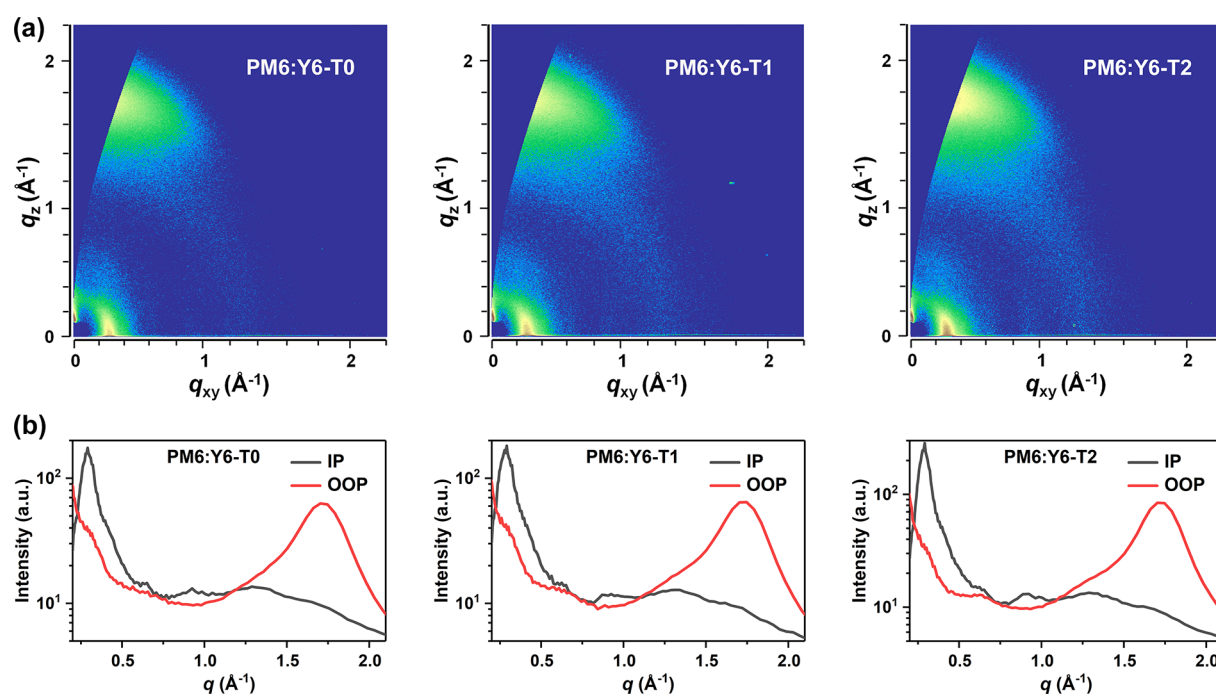 (a)
PM6:Y6-T0
PM6:Y6-T1
PM6:Y6-T2
2
1
0
qz (Å-1)
0
1
2
qxy (Å-1)
2
1
0
qz (Å-1)
0
1
2
qxy (Å-1)
2
1
0
qz (Å-1)
0
1
2
qxy (Å-1)
(b)
PM6:Y6-T0
IP
OOP
10²
10¹
Intensity (a.u.)
0.5
1.0
1.5
2.0
q (Å-1)
PM6:Y6-T1
IP
OOP
10²
10¹
Intensity (a.u.)
0.5
1.0
1.5
2.0
q (Å-1)
PM6:Y6-T2
IP
OOP
10²
10¹
Intensity (a.u.)
0.5
1.0
1.5
2.0
q (Å-1)